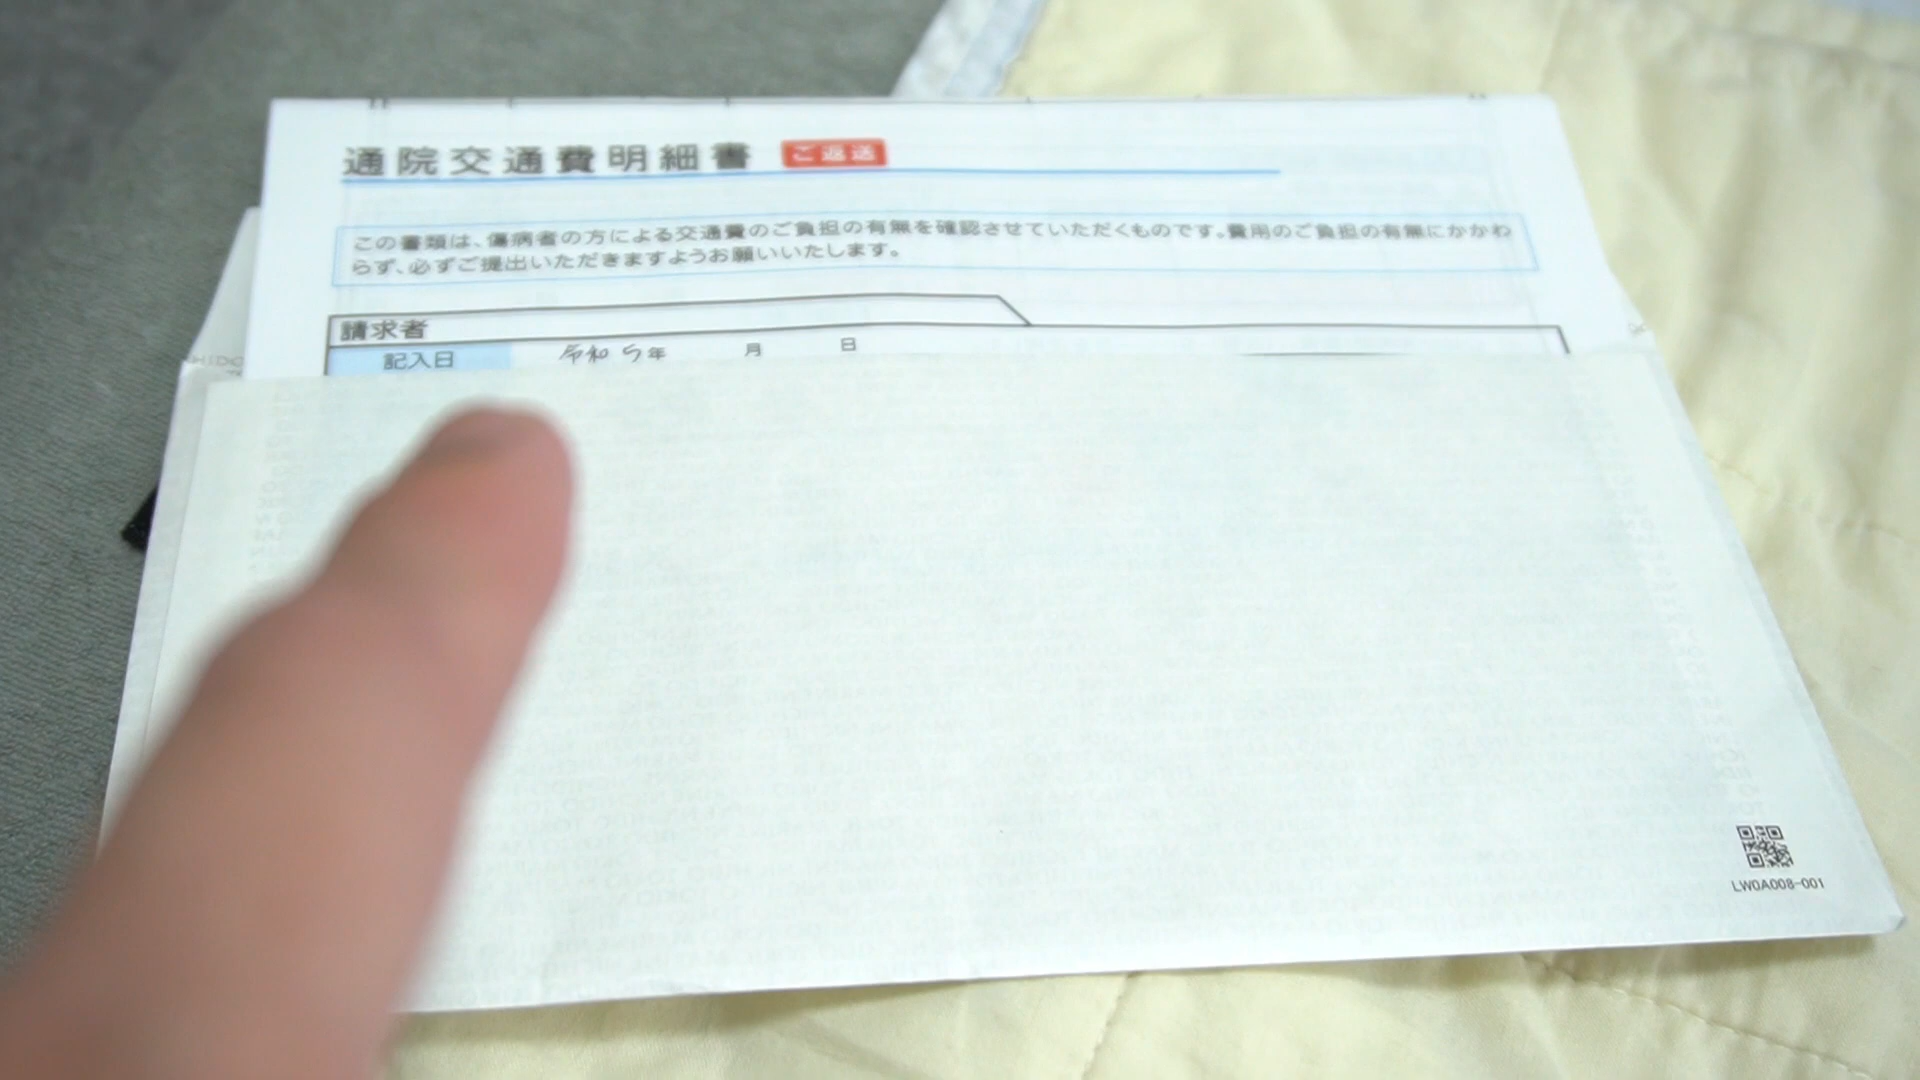 通院交通費明細書 ご返送
この書類は、傷病者の方による交通費のご負担の有無を確認させていただくものです。費用のご負担の有無にかかわ
らず、必ずご提出いただきますようお願いいたします。
請求者
記入日 令和5年 月 日
LW0A008-001